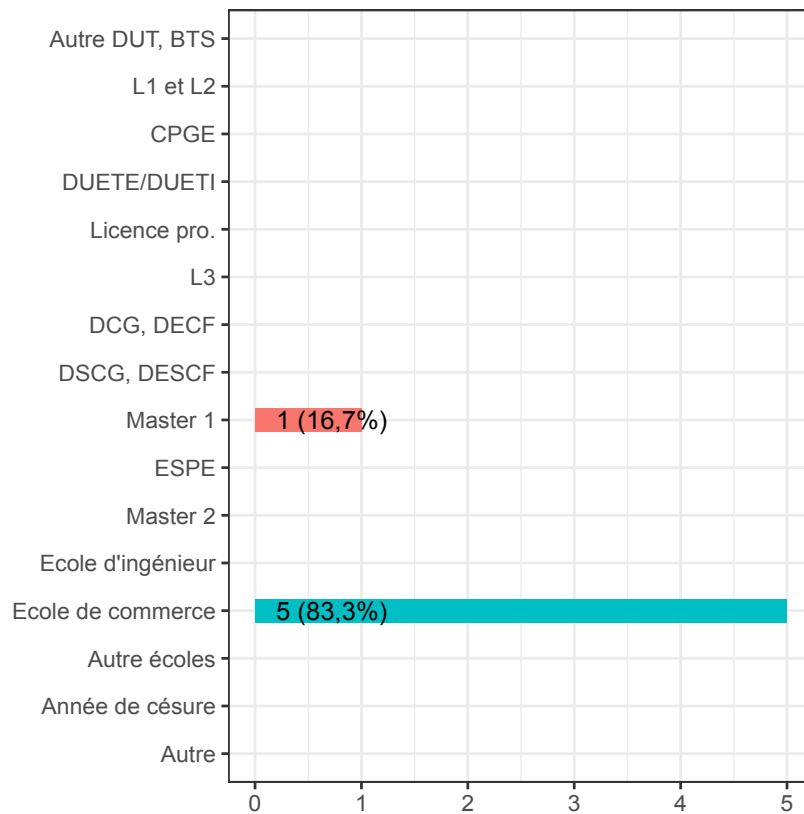 Autre DUT, BTS
L1 et L2
CPGE
DUETE/DUETI
Licence pro.
L3
DCG, DECF
DSCG, DESCF
Master 1
1 (16,7%)
ESPE
Master 2
Ecole d'ingénieur
Ecole de commerce
5 (83,3%)
Autre écoles
Année de césure
Autre
0 1 2 3 4 5